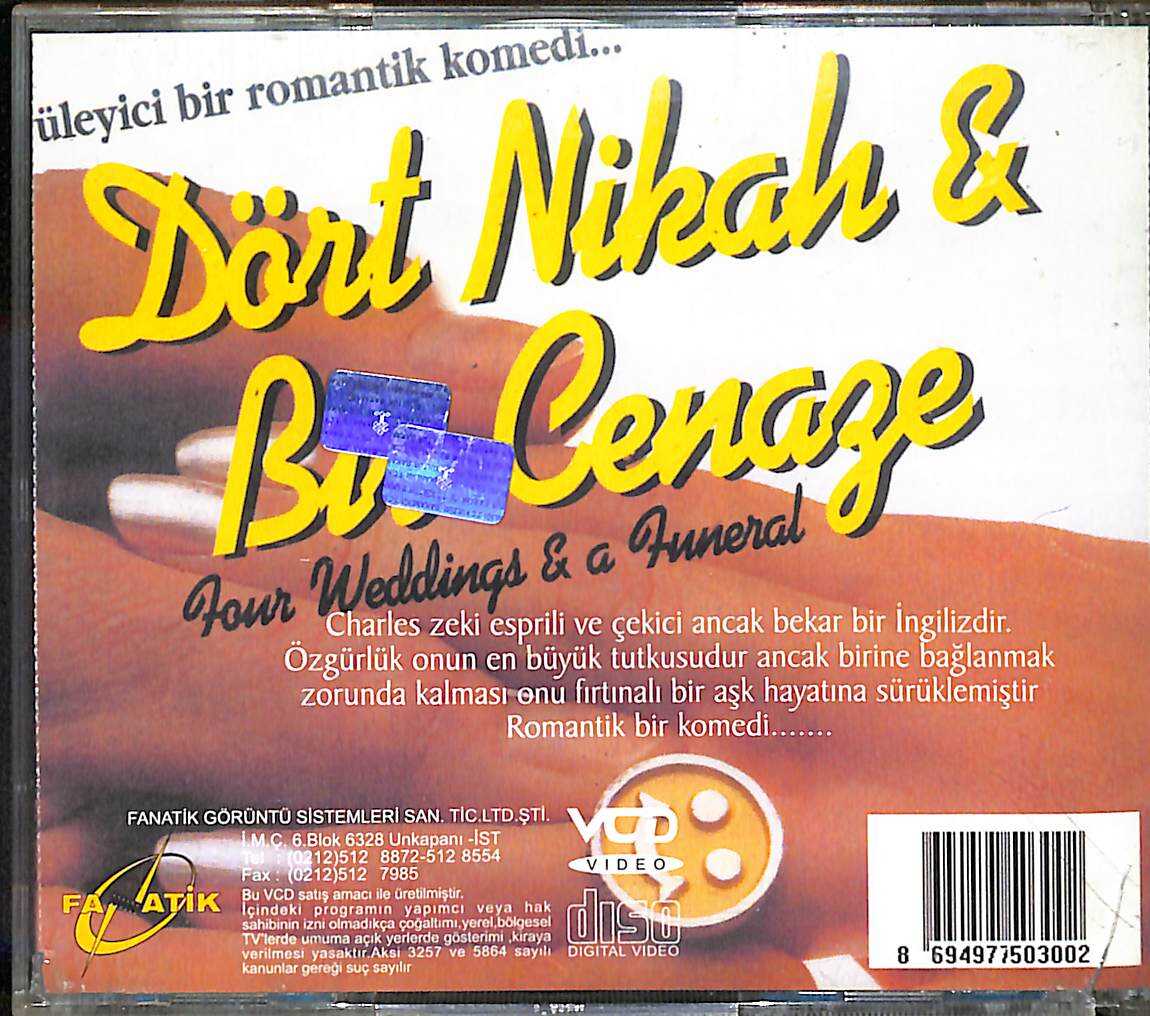 üleyici bir romantik komedi...
Dört Nikah &
Bir Cenaze
Four Weddings & a Funeral
Charles zeki esprili ve çekici ancak bekar bir İngilizdir.
Özgürlük onun en büyük tutkusudur ancak birine bağlanmak
zorunda kalması onu fırtınalı bir aşk hayatına sürüklemiştir
Romantik bir komedi.......
FANATİK GÖRÜNTÜ SİSTEMLERİ SAN. TİC.LTD.ŞTİ.
İ.M.Ç. 6.Blok 6328 Unkapanı -İST
Tel : (0212)512 8872-512 8554
Fax : (0212)512 7985
FANATİK
Bu VCD satış amacı ile üretilmiştir.
İçindeki programın yapımcı veya hak
sahibinin izni olmadıkça çoğaltımı,yerel,bölgesel
TV'lerde umuma açık yerlerde gösterimi ,kiraya
verilmesi yasaktır.Aksi 3257 ve 5864 sayılı
kanunlar gereği suç sayılır
VCD
VIDEO
disc
DIGITAL VIDEO
8 694977503002